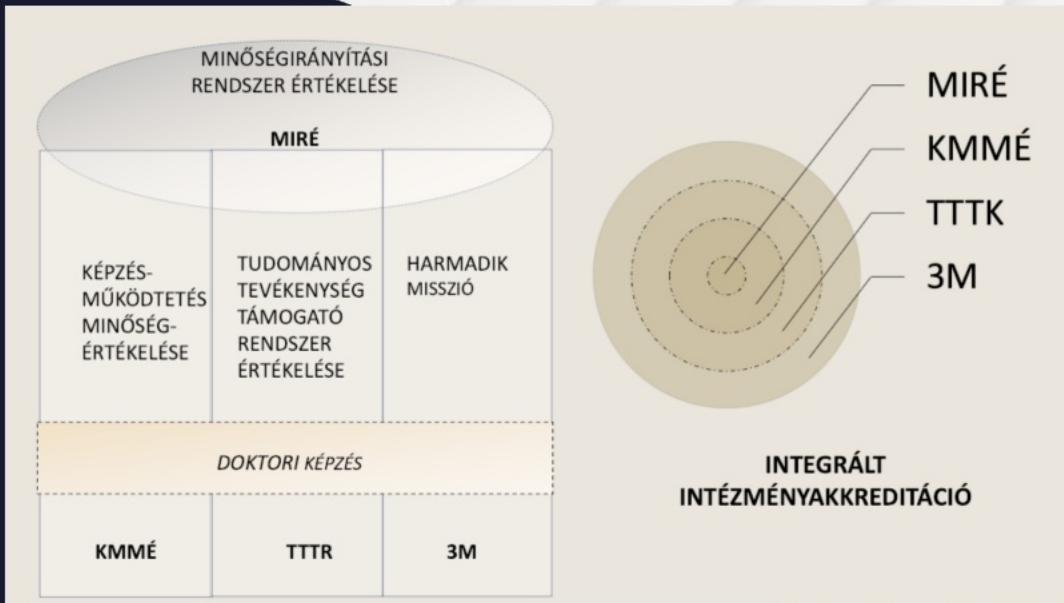 MINŐSÉGIRÁNYÍTÁSI
RENDSZER ÉRTÉKELÉSE
MIRÉ
KÉPZÉS-
MŰKÖDTETÉS
MINŐSÉG-
ÉRTÉKELÉSE
TUDOMÁNYOS
TEVÉKENYSÉG
TÁMOGATÓ
RENDSZER
ÉRTÉKELÉSE
HARMADIK
MISSZIÓ
DOKTORI KÉPZÉS
KMMÉ
TTTR
3M
MIRÉ
KMMÉ
TTTK
3M
INTEGRÁLT
INTÉZMÉNYAKKREDITÁCIÓ